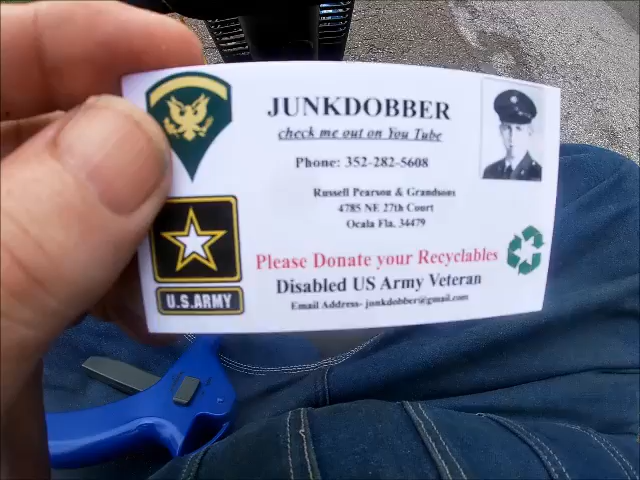 JUNKDOBBER
check me out on You Tube
Phone: 352-282-5608
Russell Pearson & Grandsons
4785 NE 27th Court
Ocala Fla, 34479
Please Donate your Recyclables
Disabled US Army Veteran
Email Address- junkdobber@gmail.com
U.S.ARMY